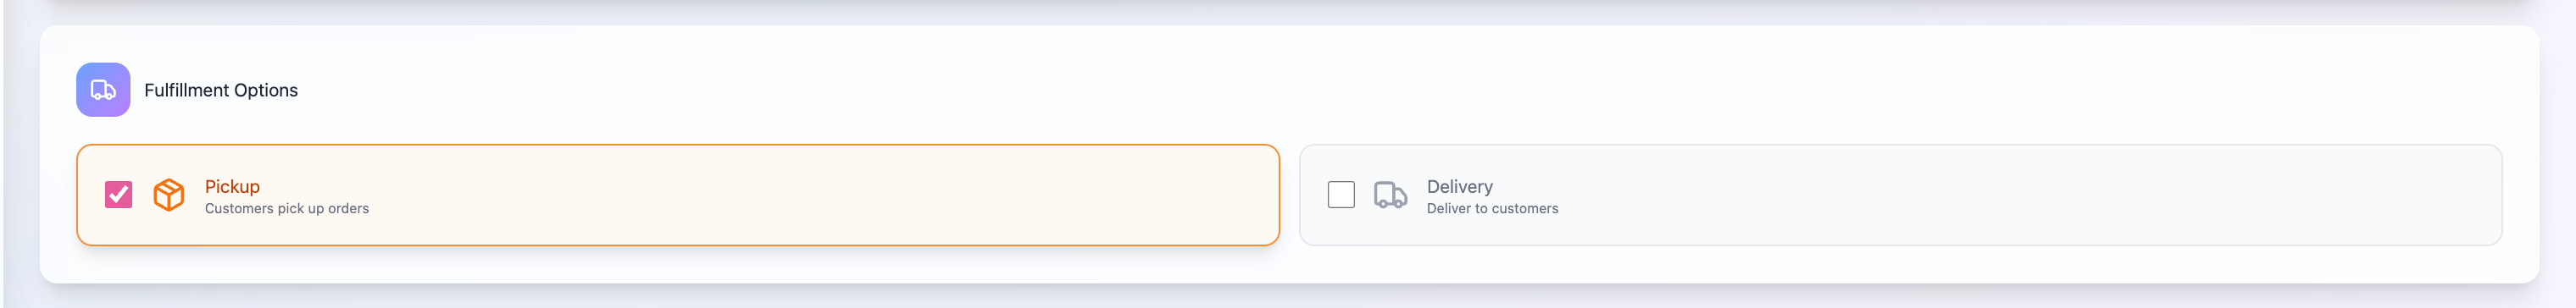 Fulfillment Options
Pickup
Customers pick up orders
Delivery
Deliver to customers